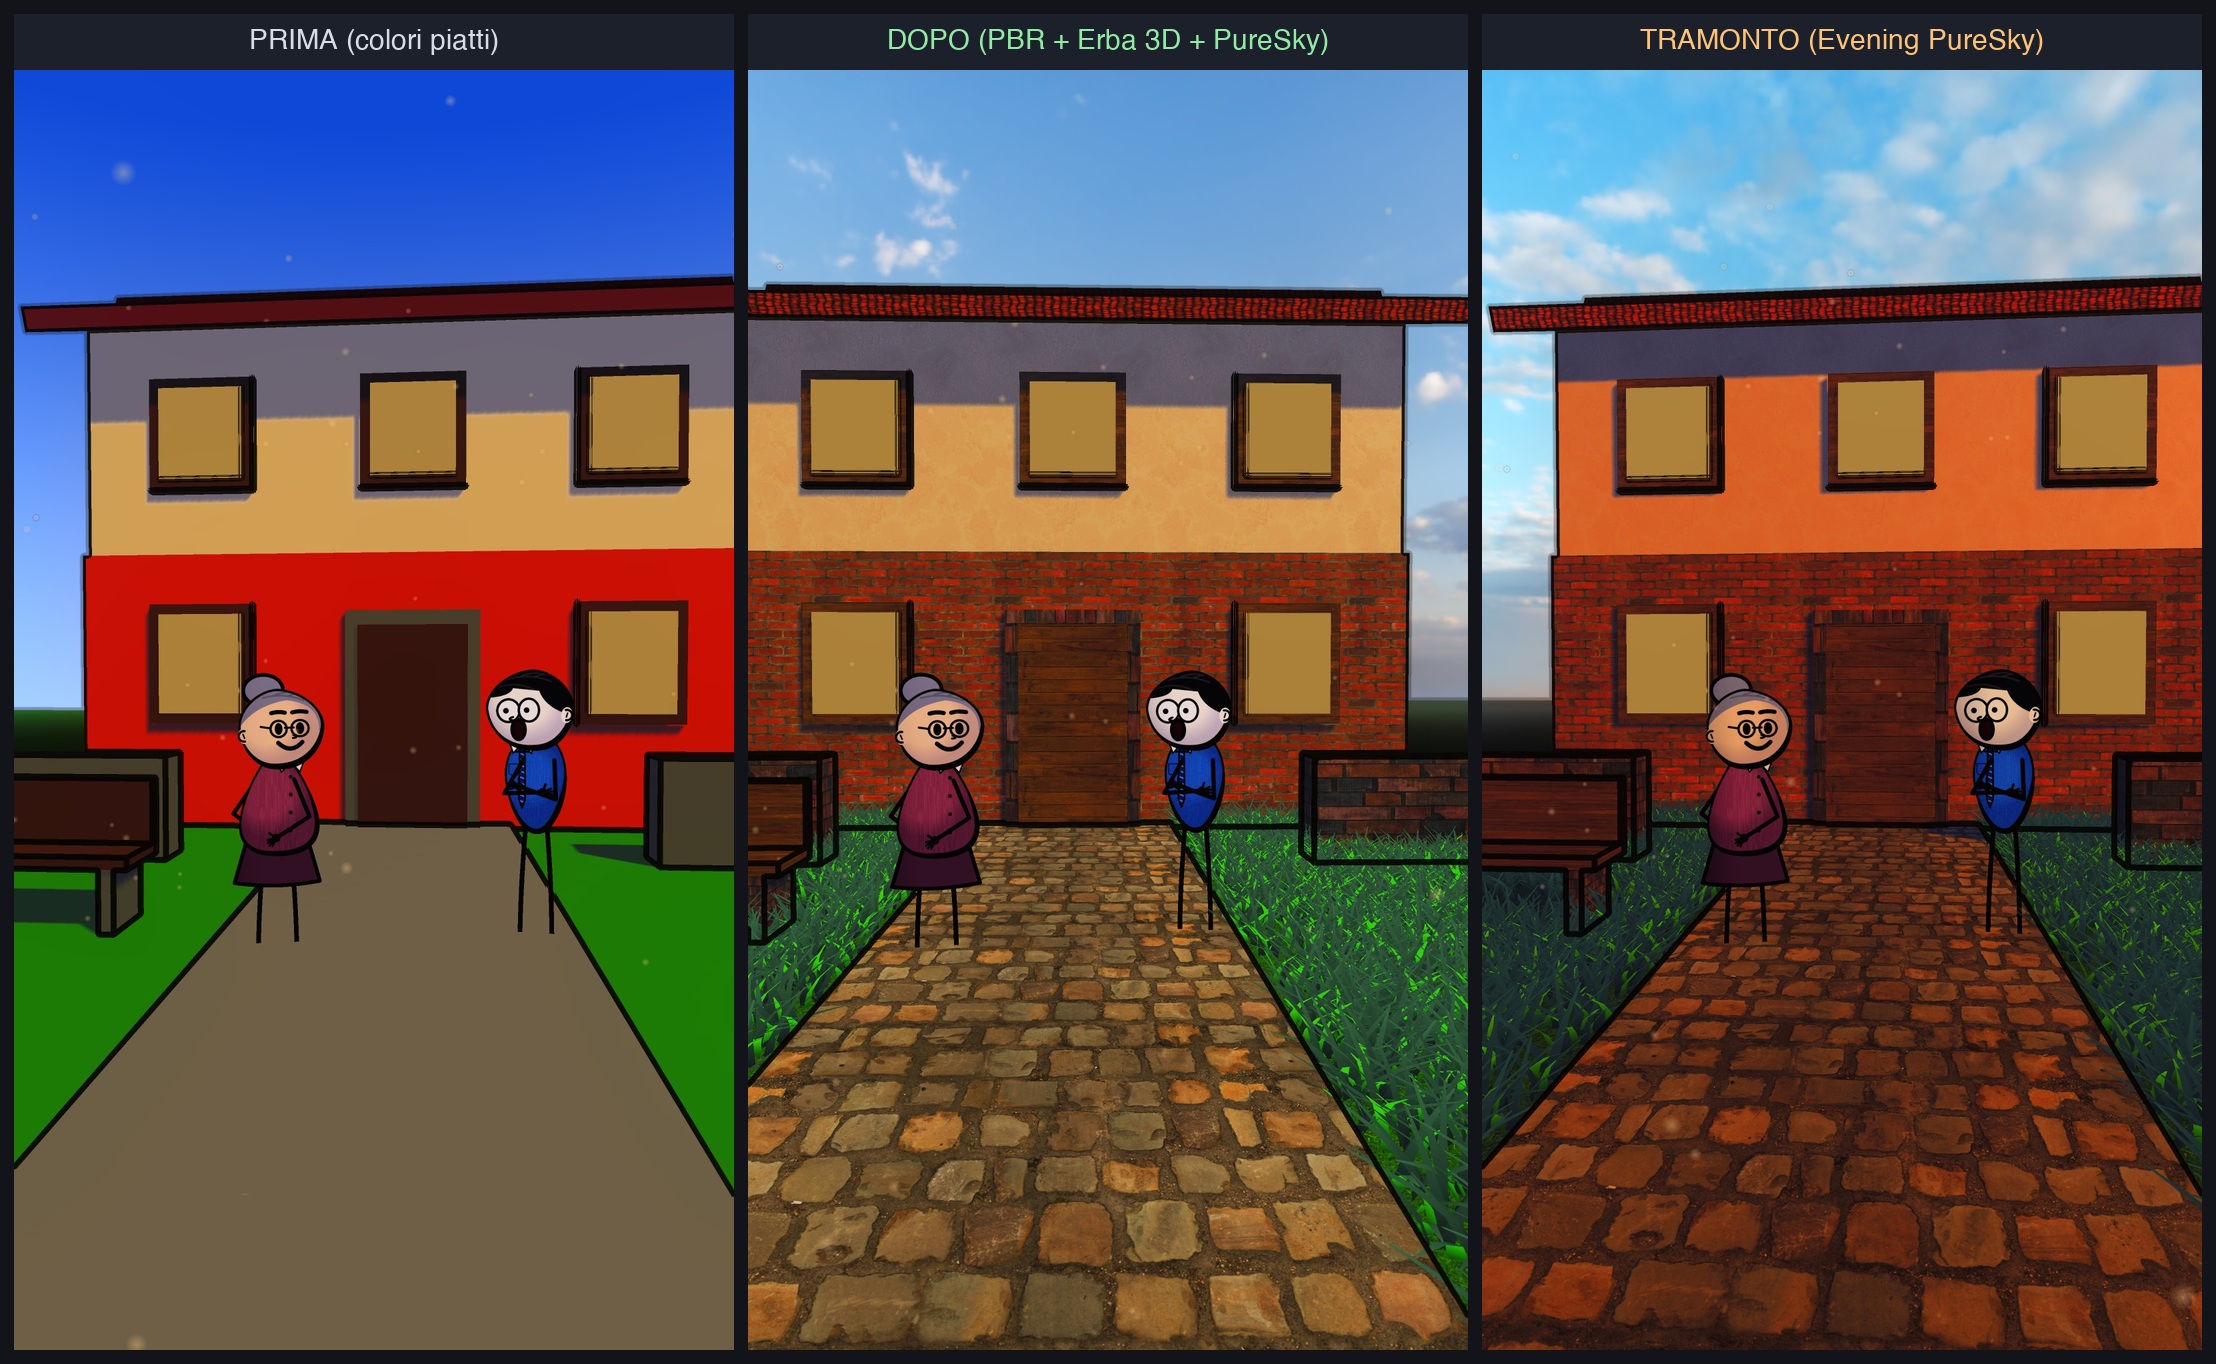 PRIMA (colori piatti)
DOPO (PBR + Erba 3D + PureSky)
TRAMONTO (Evening PureSky)